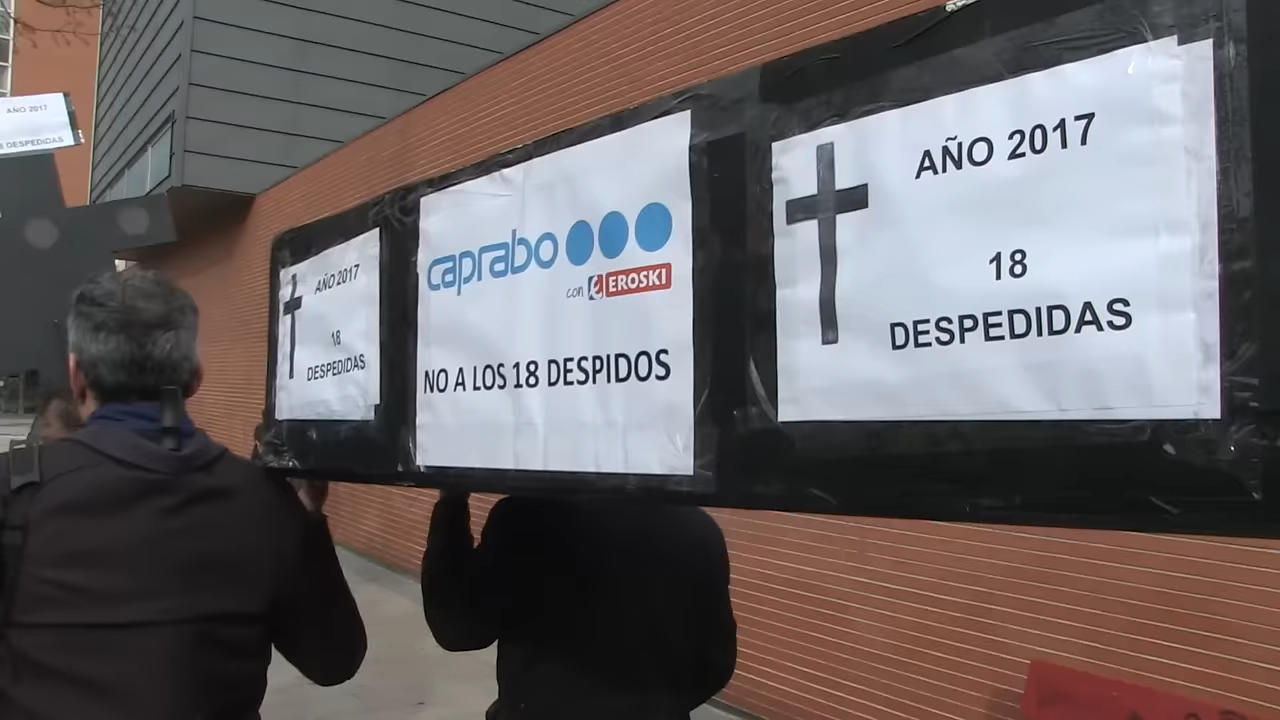 AÑO 2017
DESPEDIDAS
AÑO 2017
18
DESPEDIDAS
caprabo
con EROSKI
NO A LOS 18 DESPIDOS
AÑO 2017
18
DESPEDIDAS